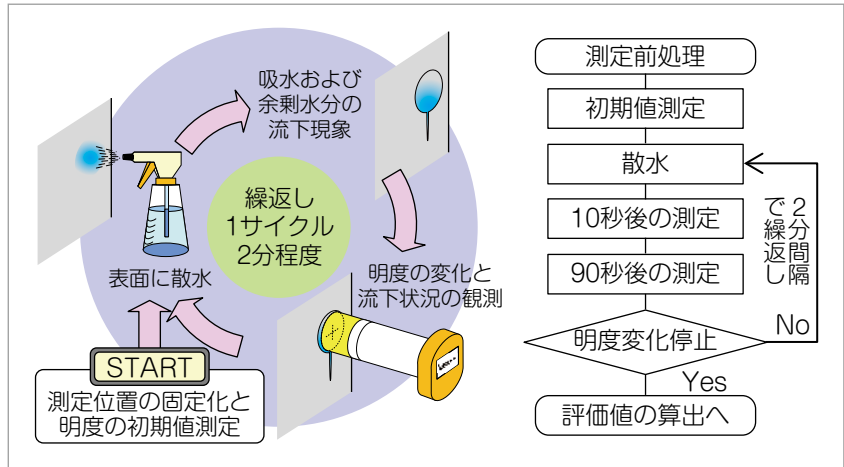 吸水および
余剰水分の
流下現象
繰返し
1サイクル
2分程度
表面に散水
明度の変化と
流下状況の観測
START
測定位置の固定化と
明度の初期値測定
測定前処理
初期値測定
散水
10秒後の測定
90秒後の測定
2分間隔
で繰返し
明度変化停止
No
Yes
評価値の算出へ